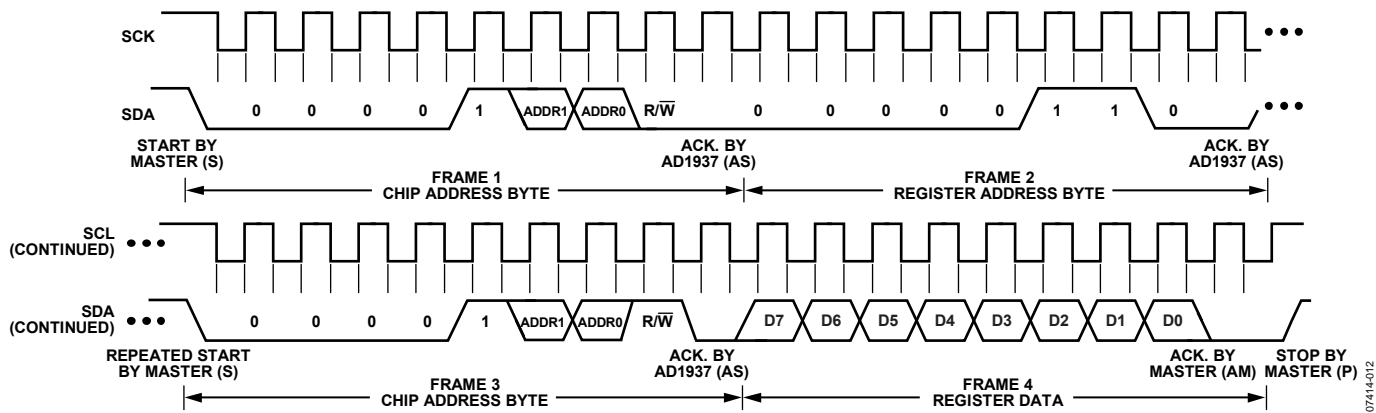 SCK
SDA
0 0 0 0 1 ADDR1 ADDR0 R/W̅ 0 0 0 0 0 1 1 0
START BY
MASTER (S)
ACK. BY
AD1937 (AS)
ACK. BY
AD1937 (AS)
FRAME 1
CHIP ADDRESS BYTE
FRAME 2
REGISTER ADDRESS BYTE
SCL
(CONTINUED)
SDA
(CONTINUED)
0 0 0 0 1 ADDR1 ADDR0 R/W̅ D7 D6 D5 D4 D3 D2 D1 D0
REPEATED START
BY MASTER (S)
ACK. BY
AD1937 (AS)
ACK. BY
MASTER (AM)
STOP BY
MASTER (P)
FRAME 3
CHIP ADDRESS BYTE
FRAME 4
REGISTER DATA
07414-012